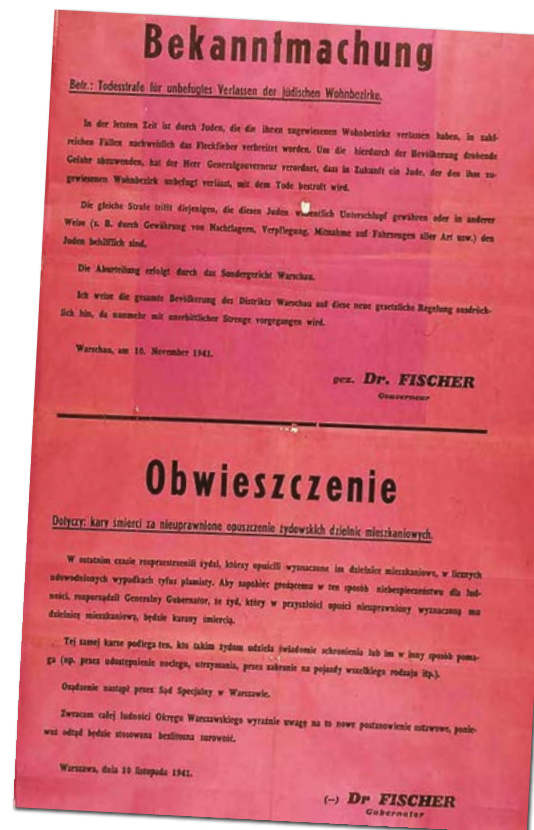 Bekanntmachung
Betr.: Todesstrafe für unbefugtes Verlassen der jüdischen Wohnbezirke.
In der letzten Zeit ist durch Juden, die die ihnen zugewiesenen Wohnbezirke verlassen haben, in zahl-
reichen Fällen nachweislich das Fleckfieber verbreitet worden. Um die hierdurch der Bevölkerung drohende
Gefahr abzuwenden, hat der Herr Generalgouverneur verordnet, dass in Zukunft ein Jude, der den ihm zu-
gewiesenen Wohnbezirk unbefugt verlässt, mit dem Tode bestraft wird.
Die gleiche Strafe trifft diejenigen, die diesen Juden wissentlich Unterschlupf gewähren oder in anderer
Weise (z. B. durch Gewährung von Nachtlagern, Verpflegung, Mitnahme auf Fahrzeugen aller Art usw.) den
Juden behilflich sind.
Die Aburteilung erfolgt durch das Sondergericht Warschau.
Ich weise die gesamte Bevölkerung des Distrikts Warschau auf diese neue gesetzliche Regelung ausdrück-
lich hin, da nunmehr mit unerbittlicher Strenge vorgegangen wird.
Warschau, am 10. November 1941.
gez. Dr. FISCHER
Gouverneur
Obwieszczenie
Dotyczy: kary śmierci za nieuprawnione opuszczenie żydowskich dzielnic mieszkaniowych.
W ostatnim czasie rozprzestrzenili żydzi, którzy opuścili wyznaczone im dzielnice mieszkaniowe, w licznych
udowodnionych wypadkach tyfus plamisty. Aby zapobiec grożącemu w ten sposób niebezpieczeństwu dla lud-
ności, rozporządził Generalny Gubernator, że żyd, który w przyszłości opuści nieuprawniony wyznaczoną mu
dzielnicę mieszkaniową, będzie karany śmiercią.
Tej samej karze podlega ten, kto takim żydom udziela świadomie schronienia lub im w inny sposób poma-
ga (np. przez udostępnienie noclegu, utrzymania, przez zabranie na pojazdy wszelkiego rodzaju itp.).
Osądzenie nastąpi przez Sąd Specjalny w Warszawie.
Zwracam całej ludności Okręgu Warszawskiego wyraźnie uwagę na to nowe postanowienie ustawowe, ponie-
waż odtąd będzie stosowana bezlitosna surowość.
Warszawa, dnia 10 listopada 1941.
(—) Dr FISCHER
Gubernator